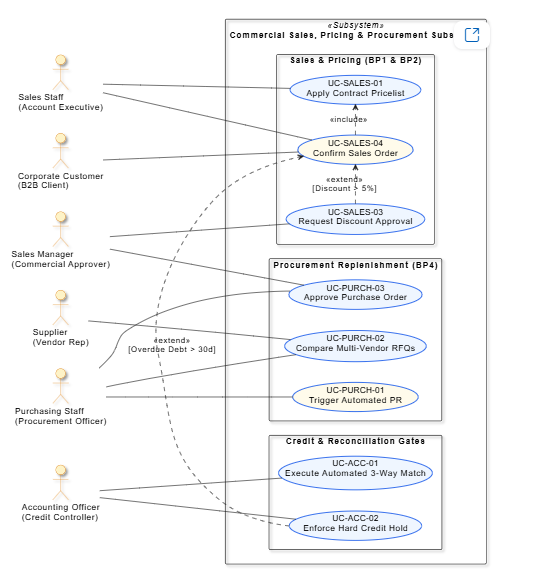 «Subsystem»
Commercial Sales, Pricing & Procurement Subs
Sales & Pricing (BP1 & BP2)
UC-SALES-01
Apply Contract Pricelist
Sales Staff
(Account Executive)
«include»
UC-SALES-04
Confirm Sales Order
Corporate Customer
(B2B Client)
«extend»
[Discount > 5%]
UC-SALES-03
Request Discount Approval
Sales Manager
(Commercial Approver)
Procurement Replenishment (BP4)
UC-PURCH-03
Approve Purchase Order
Supplier
(Vendor Rep)
«extend»
[Overdue Debt > 30d]
UC-PURCH-02
Compare Multi-Vendor RFQs
UC-PURCH-01
Trigger Automated PR
Purchasing Staff
(Procurement Officer)
Credit & Reconciliation Gates
UC-ACC-01
Execute Automated 3-Way Match
Accounting Officer
(Credit Controller)
UC-ACC-02
Enforce Hard Credit Hold